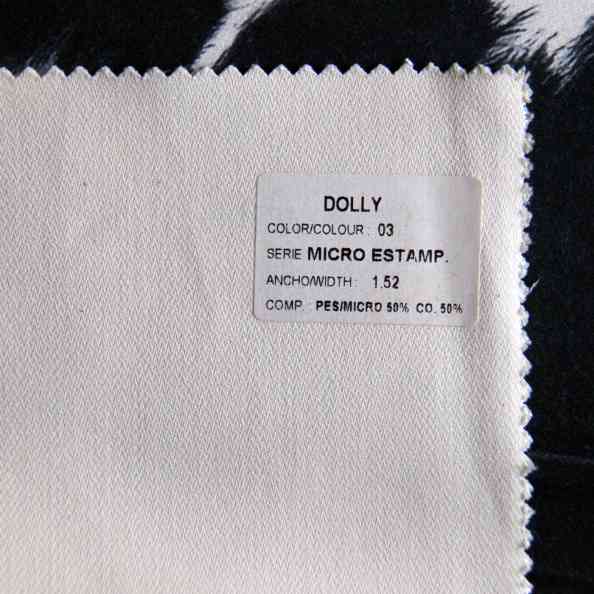 DOLLY
COLOR/COLOUR: 03
SERIE MICRO ESTAMP.
ANCHO/WIDTH: 1.52
COMP. PES/MICRO 50% CO. 50%